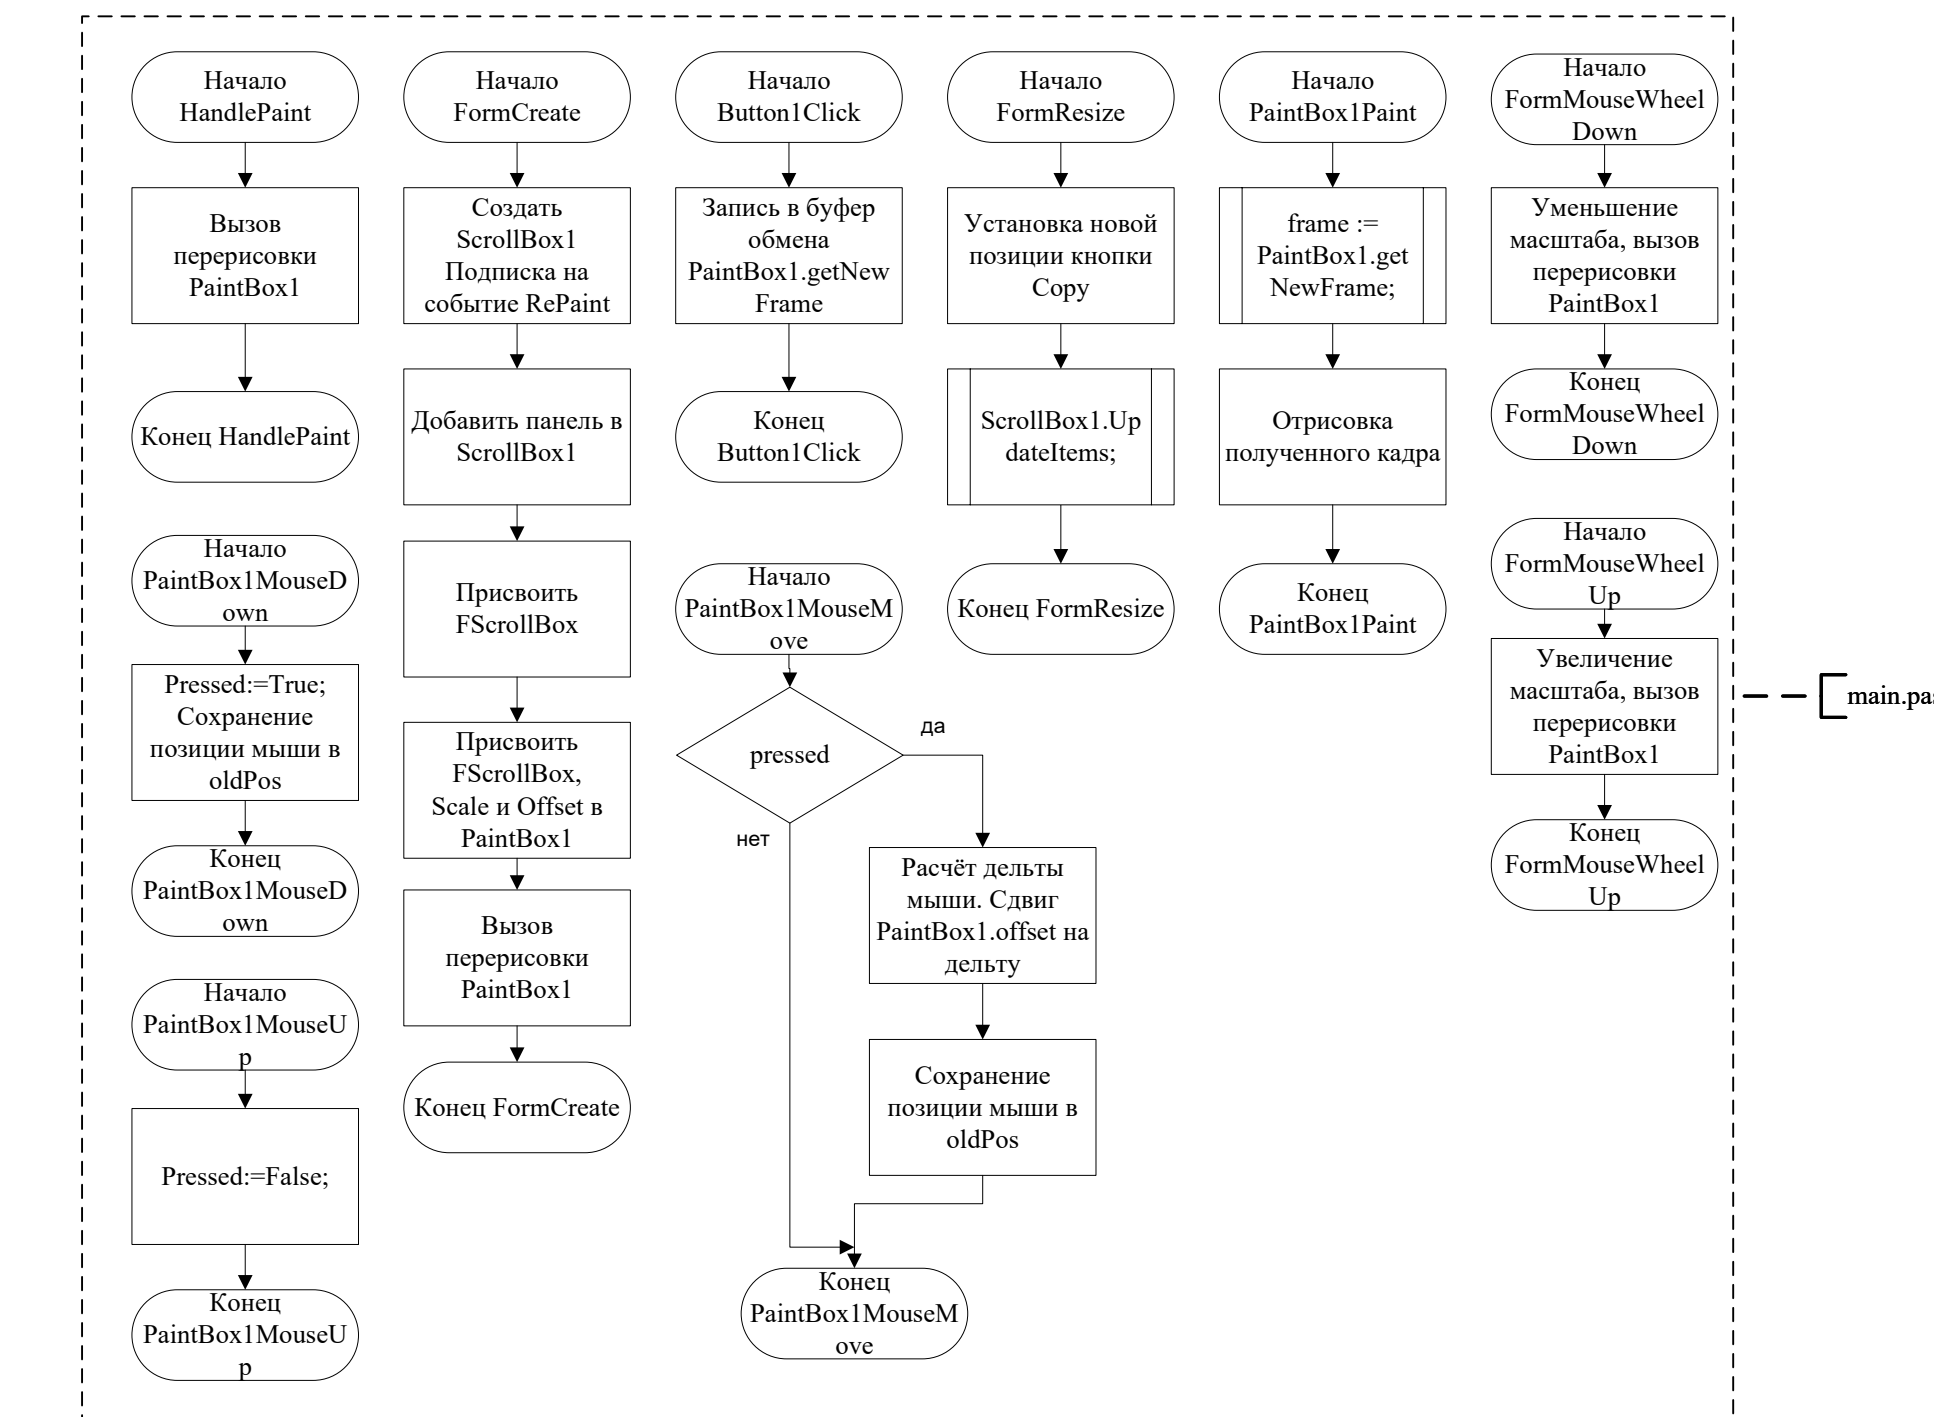 Начало
HandlePaint
Вызов
перерисовки
PaintBox1
Конец HandlePaint
Начало
PaintBox1MouseD
own
Pressed:=True;
Сохранение
позиции мыши в
oldPos
Конец
PaintBox1MouseD
own
Начало
PaintBox1MouseU
p
Pressed:=False;
Конец
PaintBox1MouseU
p
Начало
FormCreate
Создать
ScrollBox1
Подписка на
событие RePaint
Добавить панель в
ScrollBox1
Присвоить
FScrollBox
Присвоить
FScrollBox,
Scale и Offset в
PaintBox1
Вызов
перерисовки
PaintBox1
Конец FormCreate
Начало
Button1Click
Запись в буфер
обмена
PaintBox1.getNew
Frame
Конец
Button1Click
Начало
PaintBox1MouseM
ove
pressed
да
нет
Расчёт дельты
мыши. Сдвиг
PaintBox1.offset на
дельту
Сохранение
позиции мыши в
oldPos
Конец
PaintBox1MouseM
ove
Начало
FormResize
Установка новой
позиции кнопки
Copy
ScrollBox1.Up
dateItems;
Конец FormResize
Начало
PaintBox1Paint
frame :=
PaintBox1.get
NewFrame;
Отрисовка
полученного кадра
Конец
PaintBox1Paint
Начало
FormMouseWheel
Down
Уменьшение
масштаба, вызов
перерисовки
PaintBox1
Конец
FormMouseWheel
Down
Начало
FormMouseWheel
Up
Увеличение
масштаба, вызов
перерисовки
PaintBox1
Конец
FormMouseWheel
Up
main.pas